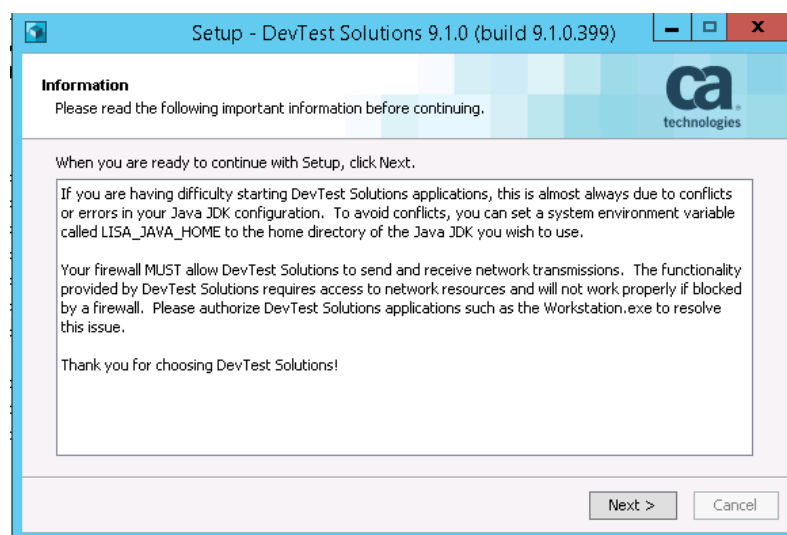 Setup - DevTest Solutions 9.1.0 (build 9.1.0.399)
Information
Please read the following important information before continuing.
ca
technologies
When you are ready to continue with Setup, click Next.
If you are having difficulty starting DevTest Solutions applications, this is almost always due to conflicts
or errors in your Java JDK configuration.  To avoid conflicts, you can set a system environment variable
called LISA_JAVA_HOME to the home directory of the Java JDK you wish to use.
Your firewall MUST allow DevTest Solutions to send and receive network transmissions.  The functionality
provided by DevTest Solutions requires access to network resources and will not work properly if blocked
by a firewall.  Please authorize DevTest Solutions applications such as the Workstation.exe to resolve
this issue.
Thank you for choosing DevTest Solutions!
Next >
Cancel